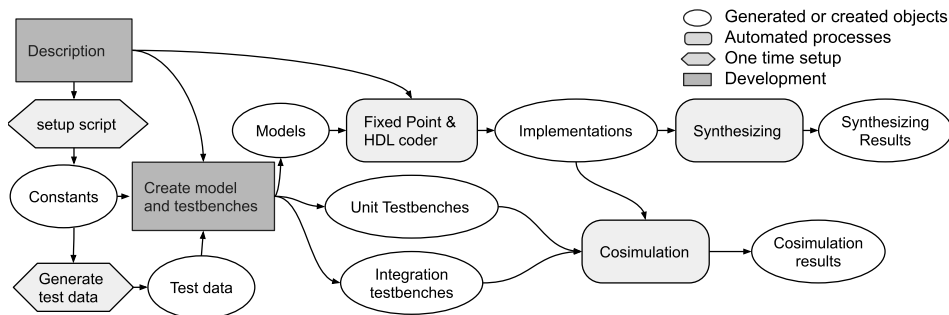 Generated or created objects
Automated processes
One time setup
Development
Description
setup script
Constants
Generate
test data
Test data
Create model
and testbenches
Models
Fixed Point &
HDL coder
Implementations
Synthesizing
Synthesizing
Results
Unit Testbenches
Integration
testbenches
Cosimulation
Cosimulation
results